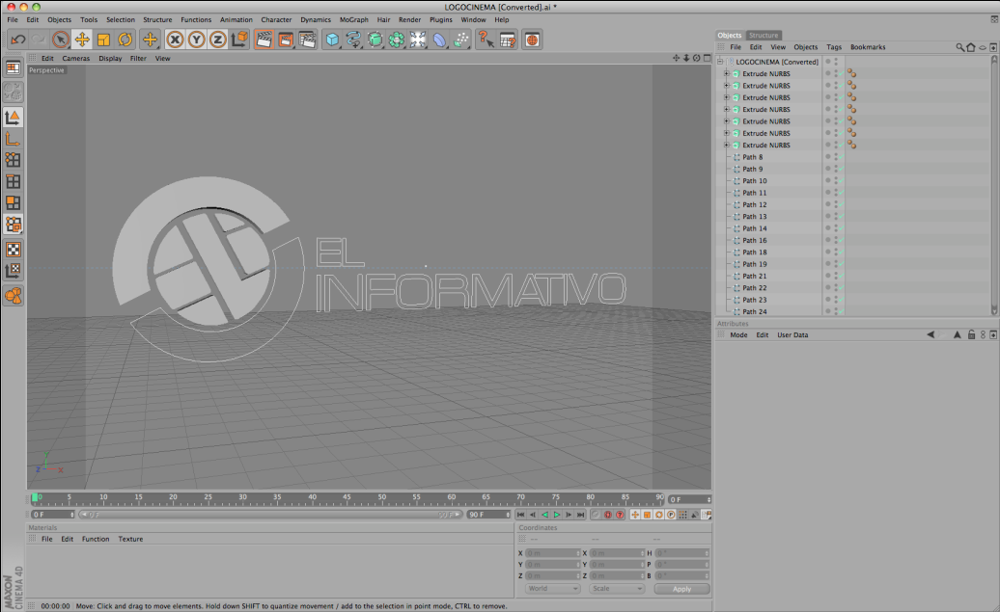 LOGOCINEMA [Converted].ai *
File Edit Objects Tools Selection Structure Functions Animation Character Dynamics MoGraph Hair Render Plugins Window Help
X Y Z
Edit Cameras Display Filter View
Perspective
EL
INFORMATIVO
Y
Z X
0 5 10 15 20 25 30 35 40 45 50 55 60 65 70 75 80 85 90 0 F
0 F 90 F
Materials
File Edit Function Texture
Coordinates
X 0 m X 0 m H 0 °
Y 0 m Y 0 m P 0 °
Z 0 m Z 0 m B 0 °
World Scale Apply
MAXON
CINEMA 4D
00:00:00 Move: Click and drag to move elements. Hold down SHIFT to quantize movement / add to the selection in point mode, CTRL to remove.
Objects Structure
File Edit View Objects Tags Bookmarks
LOGOCINEMA [Converted]
Extrude NURBS
Extrude NURBS
Extrude NURBS
Extrude NURBS
Extrude NURBS
Extrude NURBS
Extrude NURBS
Path 8
Path 9
Path 10
Path 11
Path 12
Path 13
Path 14
Path 16
Path 18
Path 19
Path 21
Path 22
Path 23
Path 24
Attributes
Mode Edit User Data